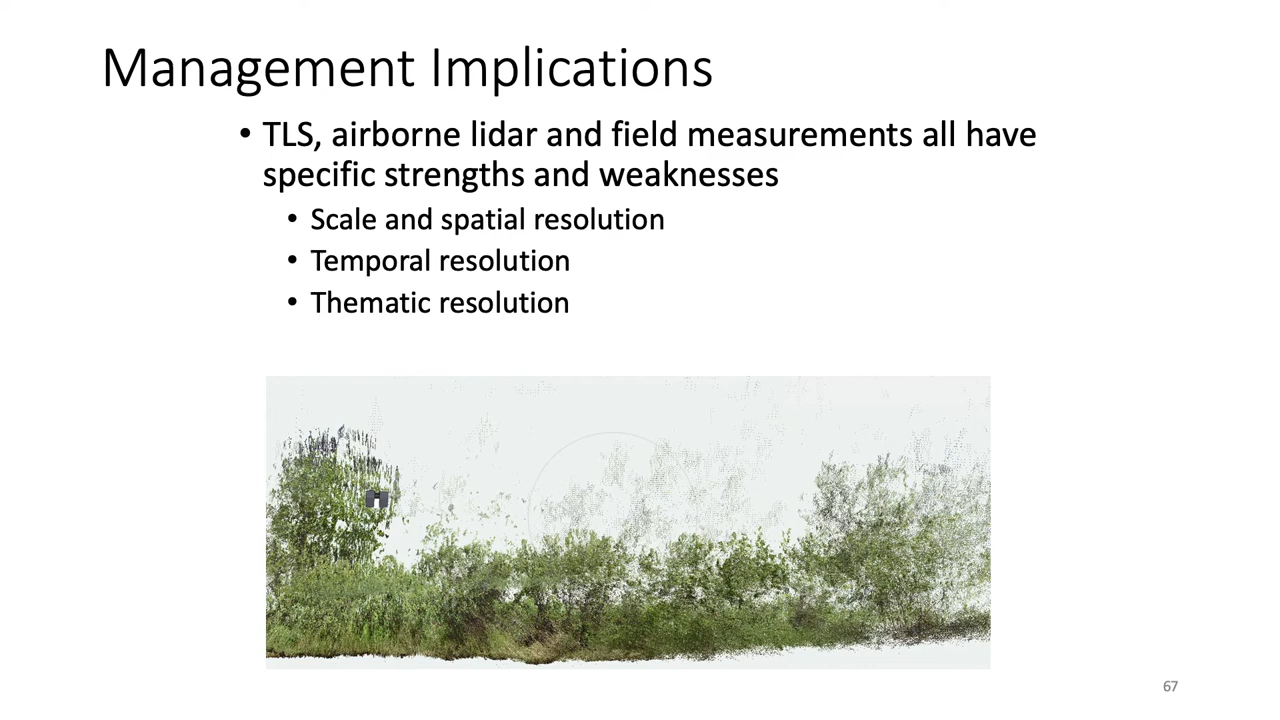 Management Implications
• TLS, airborne lidar and field measurements all have
specific strengths and weaknesses
• Scale and spatial resolution
• Temporal resolution
• Thematic resolution
67